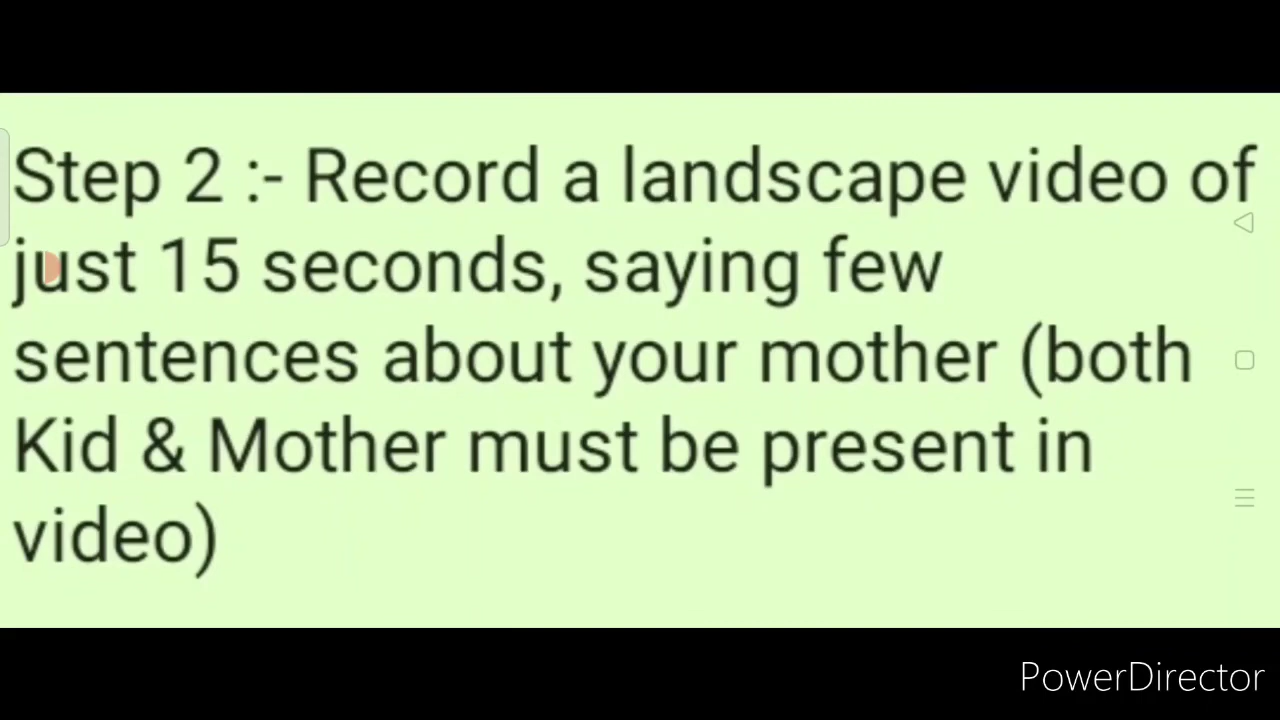 Step 2 :- Record a landscape video of
just 15 seconds, saying few
sentences about your mother (both
Kid & Mother must be present in
video)
PowerDirector